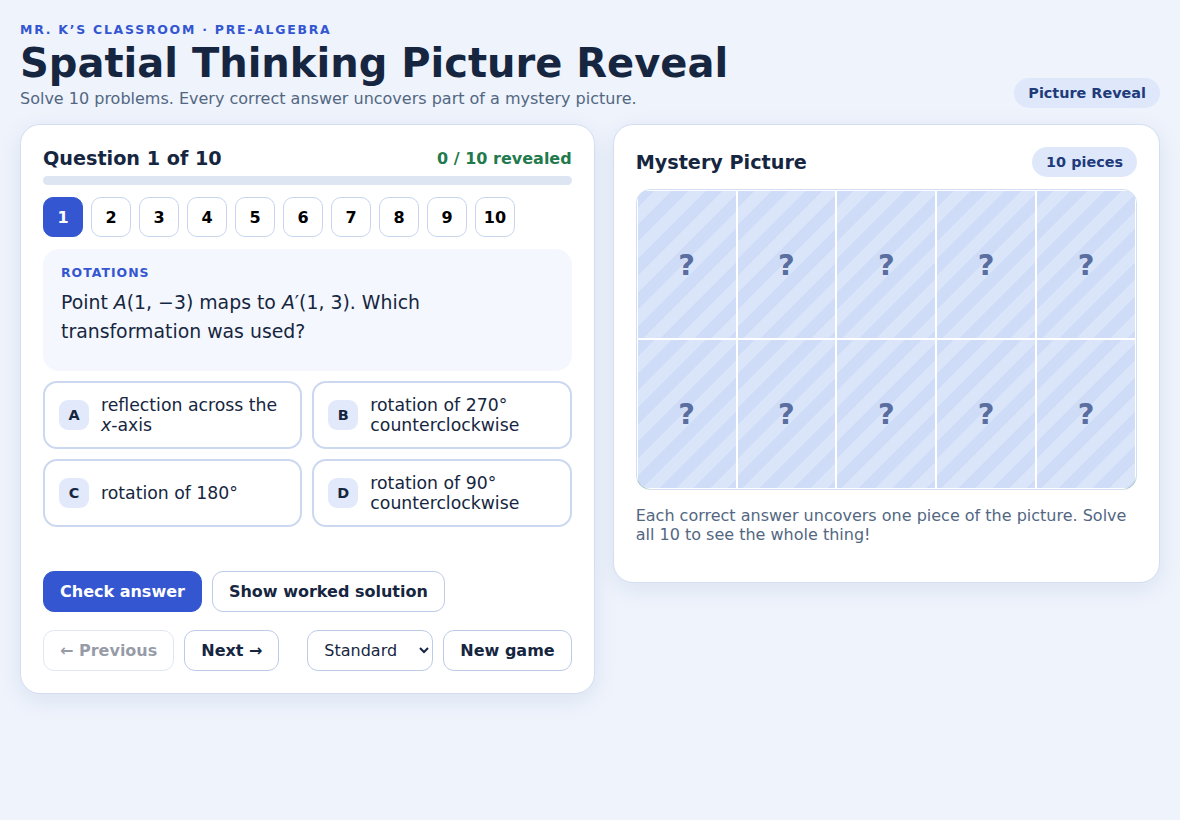 MR. K’S CLASSROOM · PRE-ALGEBRA
Spatial Thinking Picture Reveal
Solve 10 problems. Every correct answer uncovers part of a mystery picture.
Picture Reveal
Question 1 of 10
0 / 10 revealed
1 2 3 4 5 6 7 8 9 10
ROTATIONS
Point A(1, −3) maps to A′(1, 3). Which
transformation was used?
A reflection across the
x-axis
B rotation of 270°
counterclockwise
C rotation of 180°
D rotation of 90°
counterclockwise
Check answer
Show worked solution
← Previous
Next →
Standard
New game
Mystery Picture
10 pieces
? ? ? ? ?
? ? ? ? ?
Each correct answer uncovers one piece of the picture. Solve
all 10 to see the whole thing!